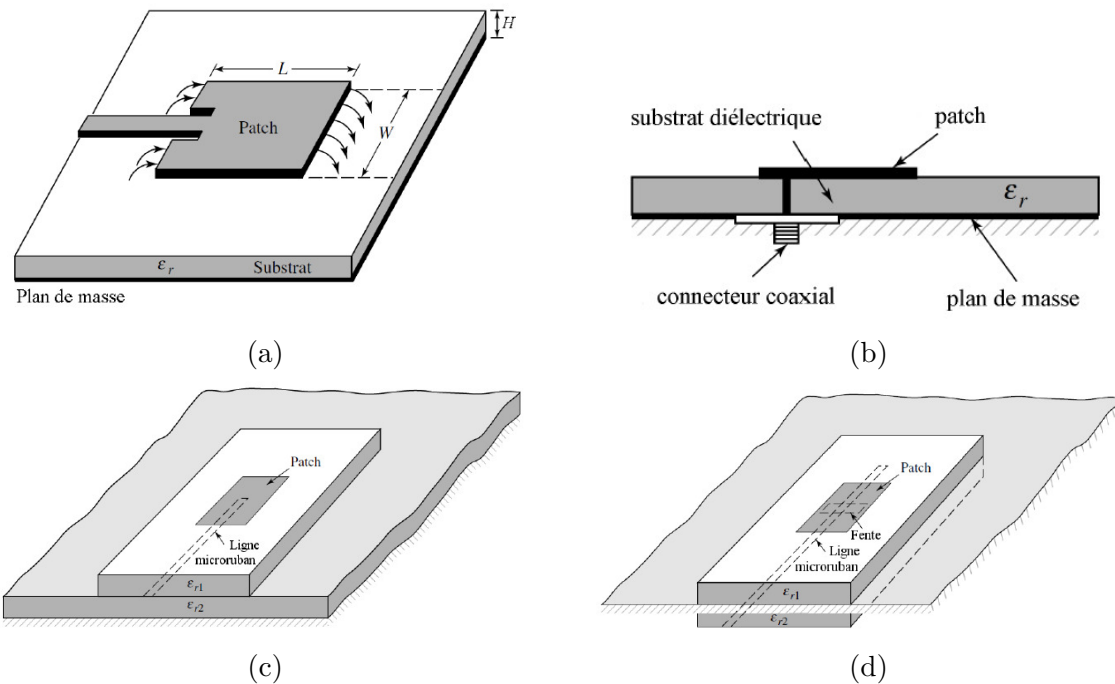 H
L
W
Patch
εr
Substrat
Plan de masse
(a)
substrat diélectrique
patch
εr
connecteur coaxial
plan de masse
(b)
Patch
Ligne
microruban
εr1
εr2
(c)
Patch
Fente
Ligne
microruban
εr1
εr2
(d)